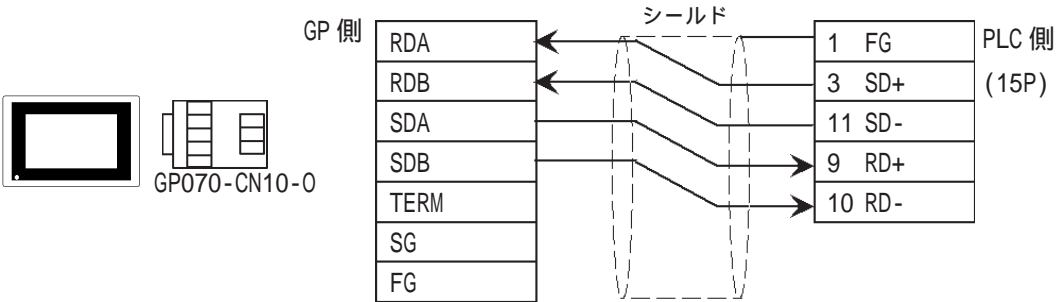 シールド
GP 側
PLC 側
(15P)
RDA
RDB
SDA
SDB
TERM
SG
FG
1 FG
3 SD+
11 SD-
9 RD+
10 RD-
GP070-CN10-O